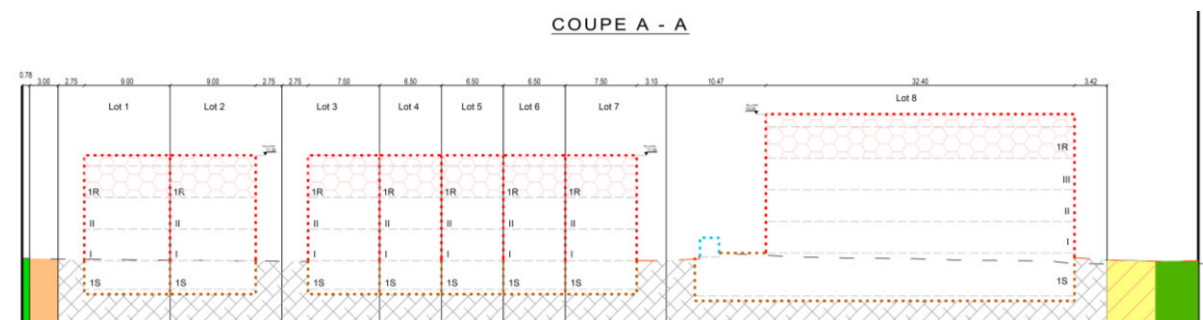 COUPE A - A
0.78 3.00 2.75 9.00 9.00 2.75 2.75 7.50 6.50 6.50 6.50 7.50 3.10 10.47 32.40 3.42
Lot 1 Lot 2 Lot 3 Lot 4 Lot 5 Lot 6 Lot 7 Lot 8
1R
1R 1R 1R 1R 1R 1R 1R III
II II II II II II II II
I I I I I I I I
1S 1S 1S 1S 1S 1S 1S 1S